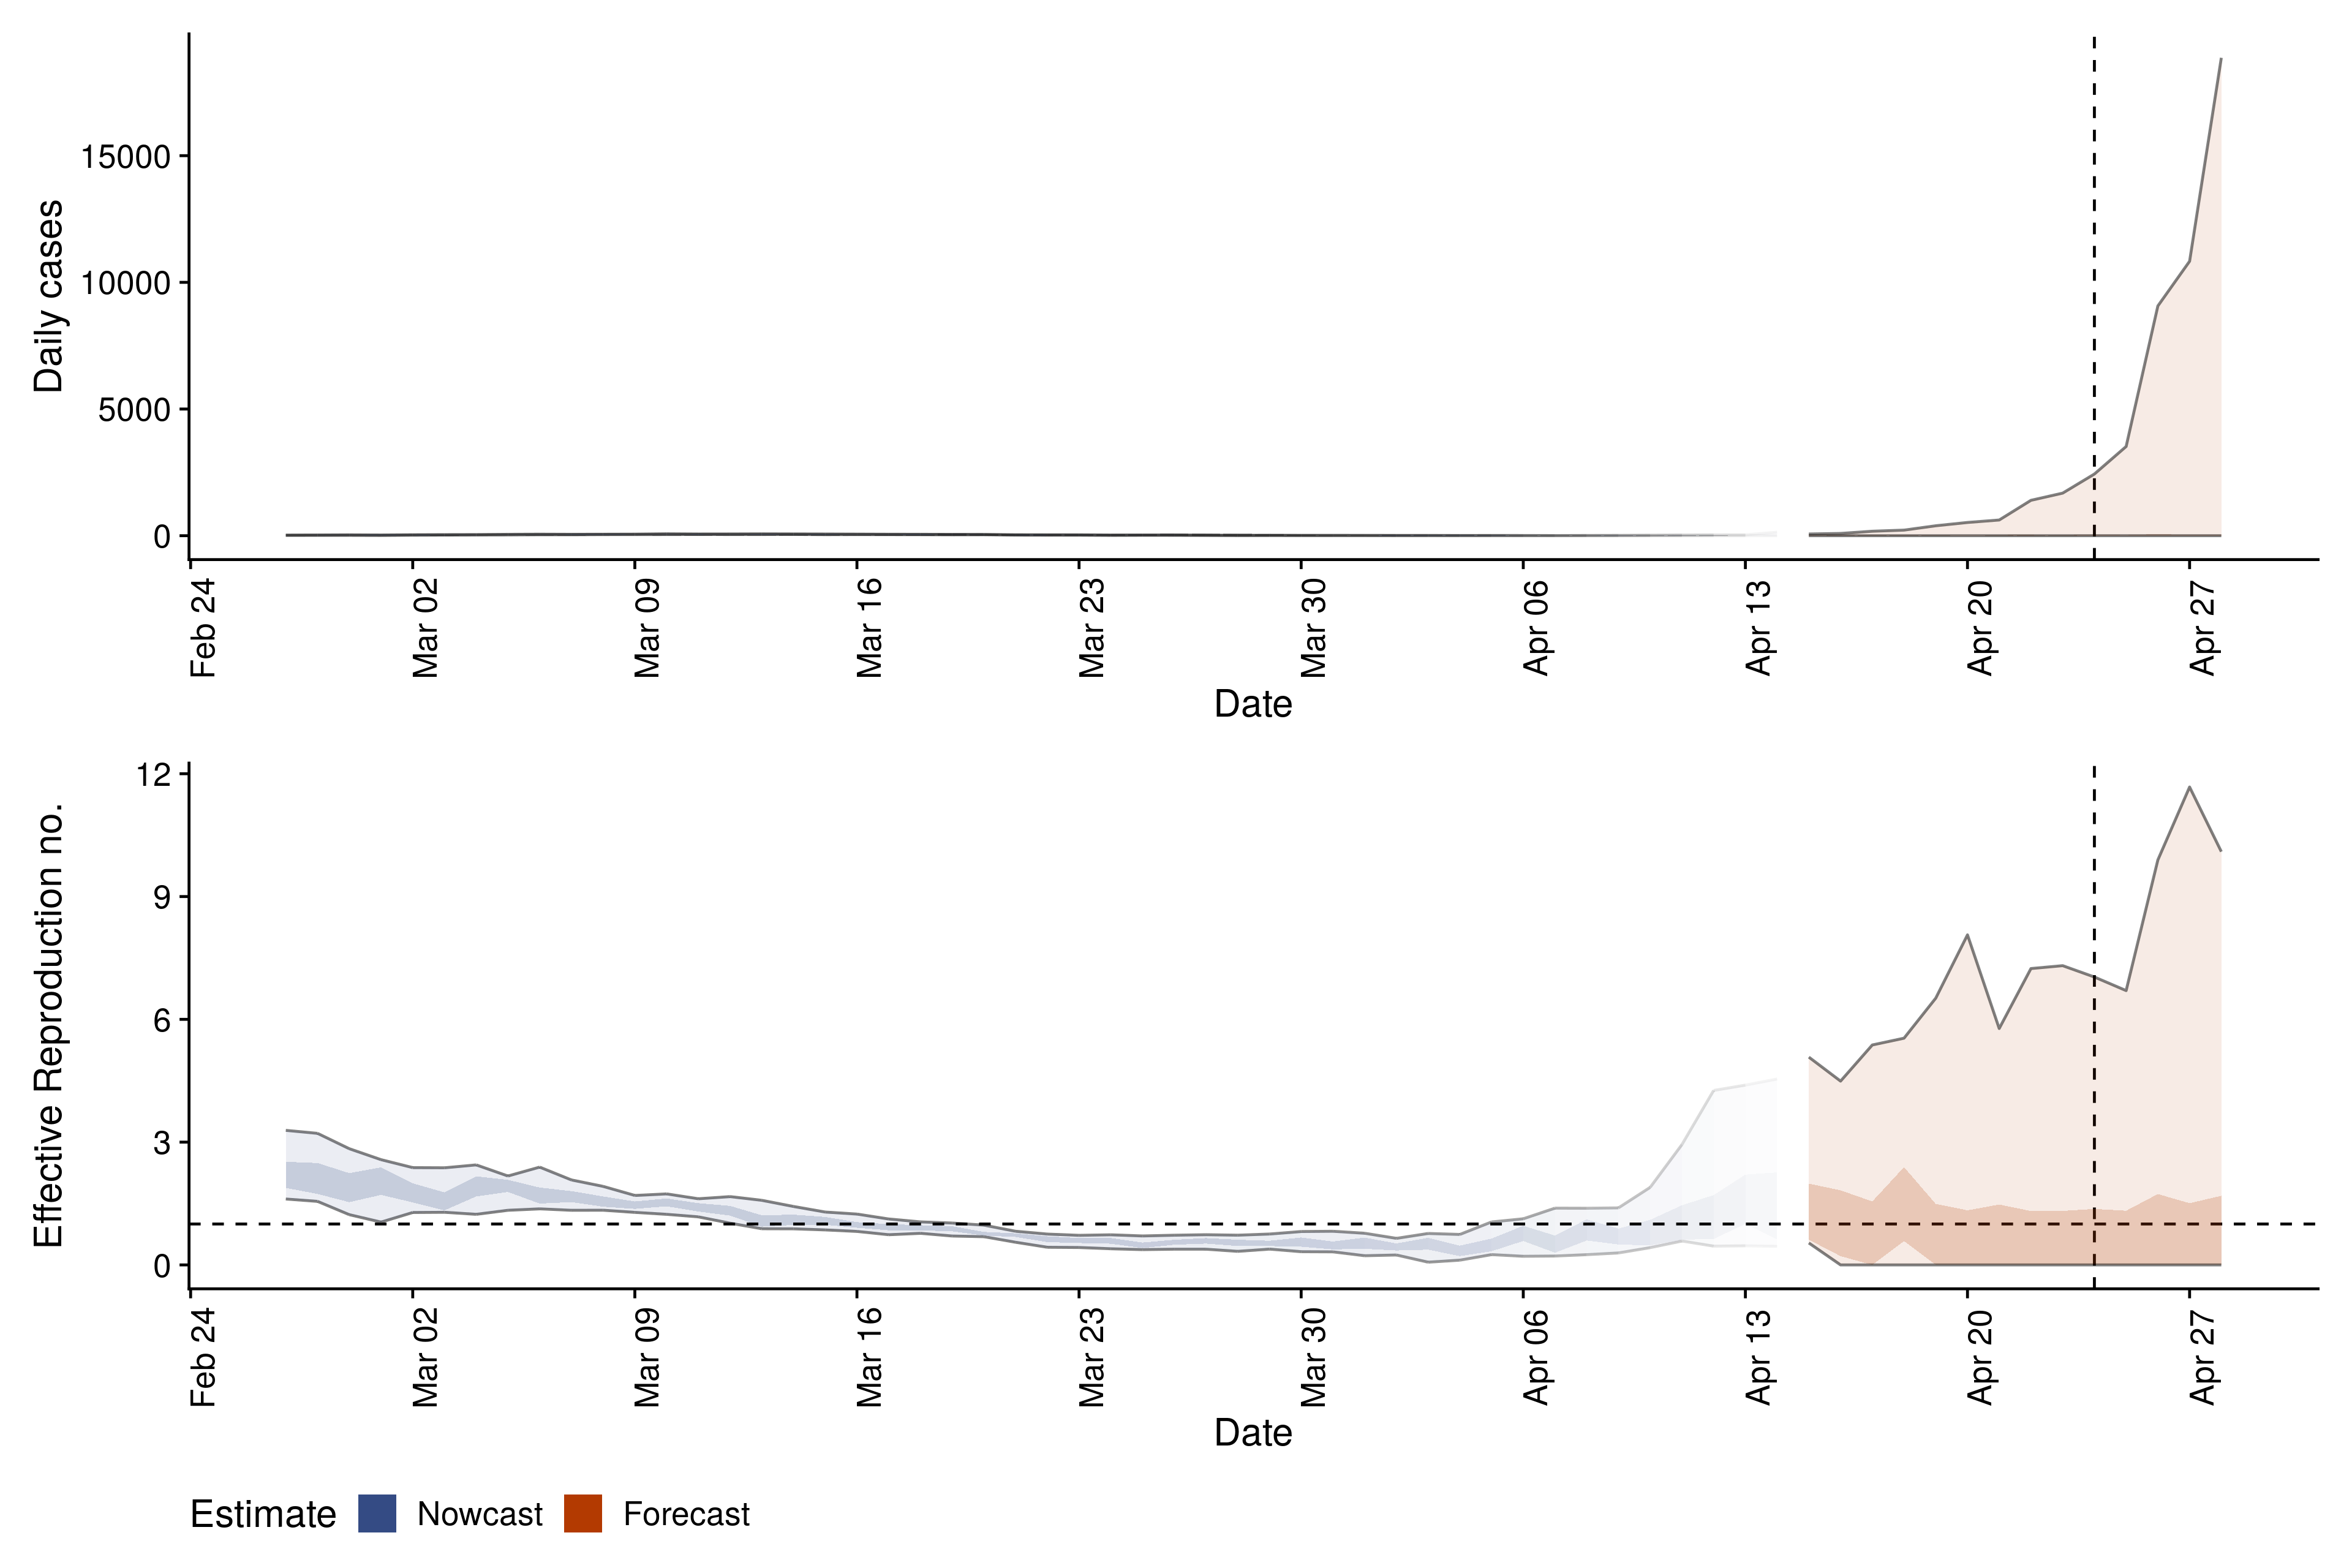 Daily cases
15000
10000
5000
0
Feb 24
Mar 02
Mar 09
Mar 16
Mar 23
Mar 30
Apr 06
Apr 13
Apr 20
Apr 27
Date
Effective Reproduction no.
12
9
6
3
0
Feb 24
Mar 02
Mar 09
Mar 16
Mar 23
Mar 30
Apr 06
Apr 13
Apr 20
Apr 27
Date
Estimate Nowcast Forecast